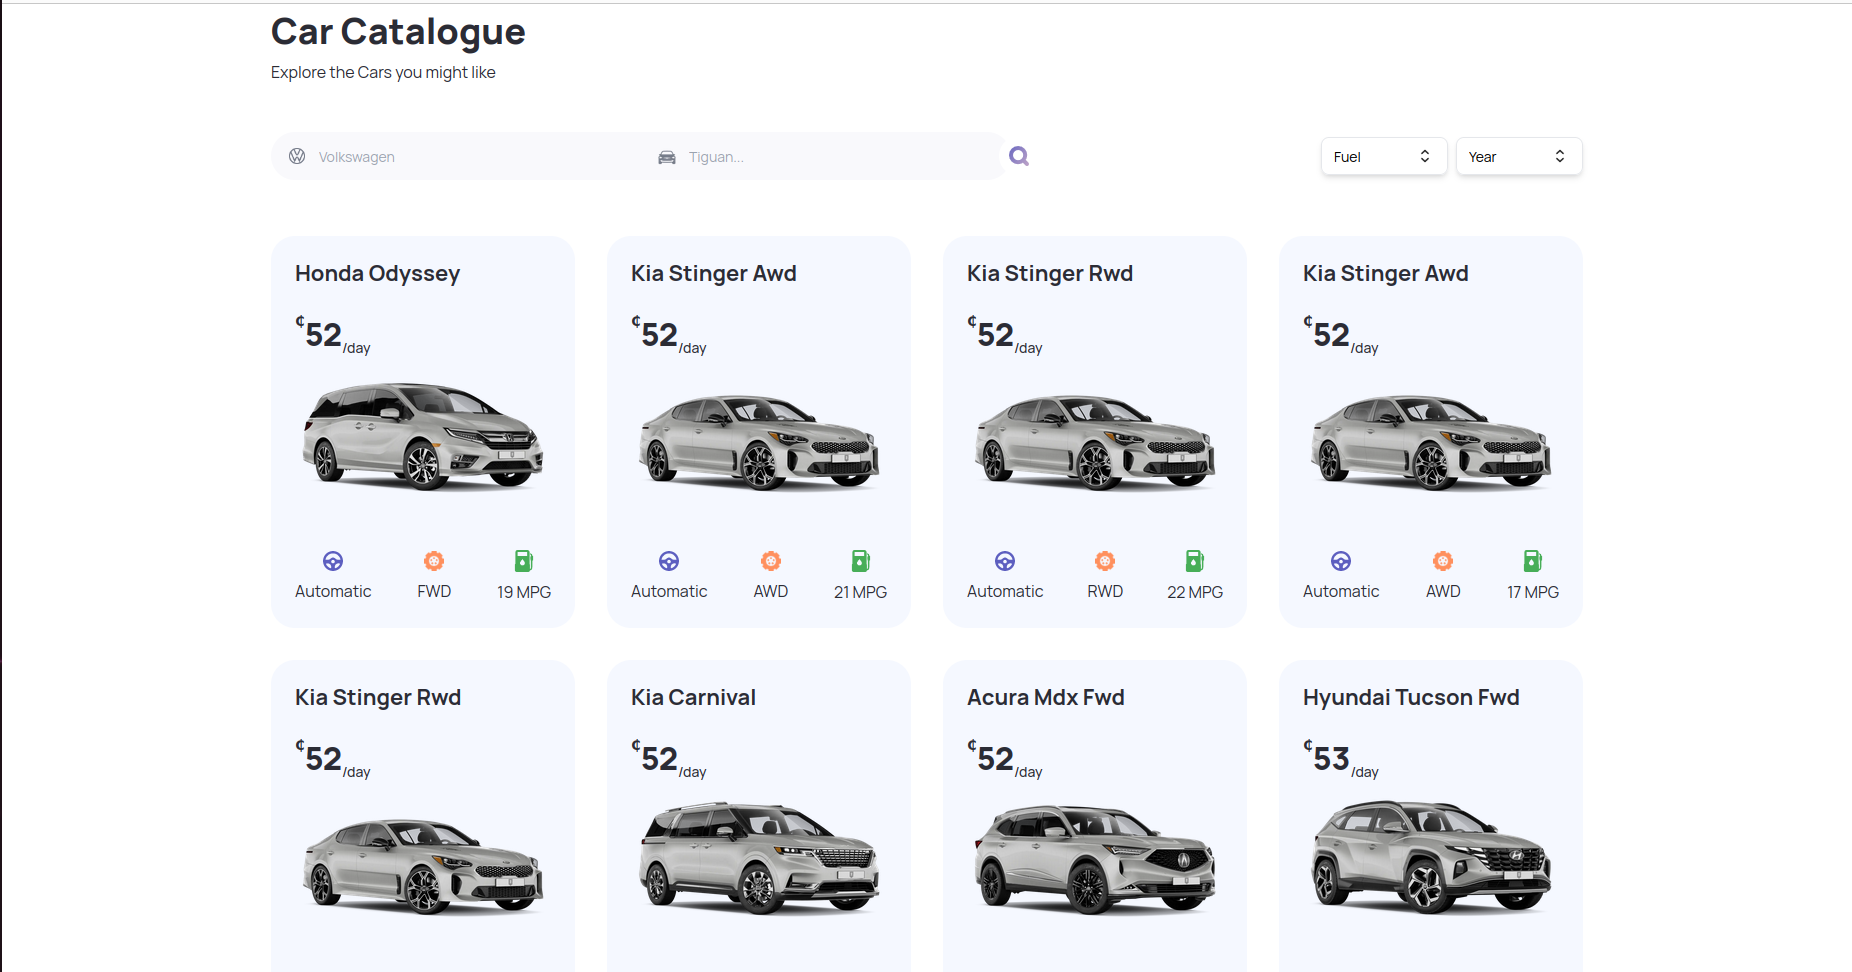 Car Catalogue
Explore the Cars you might like
Volkswagen
Tiguan...
Fuel
Year
Honda Odyssey
¢52/day
Automatic
FWD
19 MPG
Kia Stinger Awd
¢52/day
Automatic
AWD
21 MPG
Kia Stinger Rwd
¢52/day
Automatic
RWD
22 MPG
Kia Stinger Awd
¢52/day
Automatic
AWD
17 MPG
Kia Stinger Rwd
¢52/day
Kia Carnival
¢52/day
Acura Mdx Fwd
¢52/day
Hyundai Tucson Fwd
¢53/day